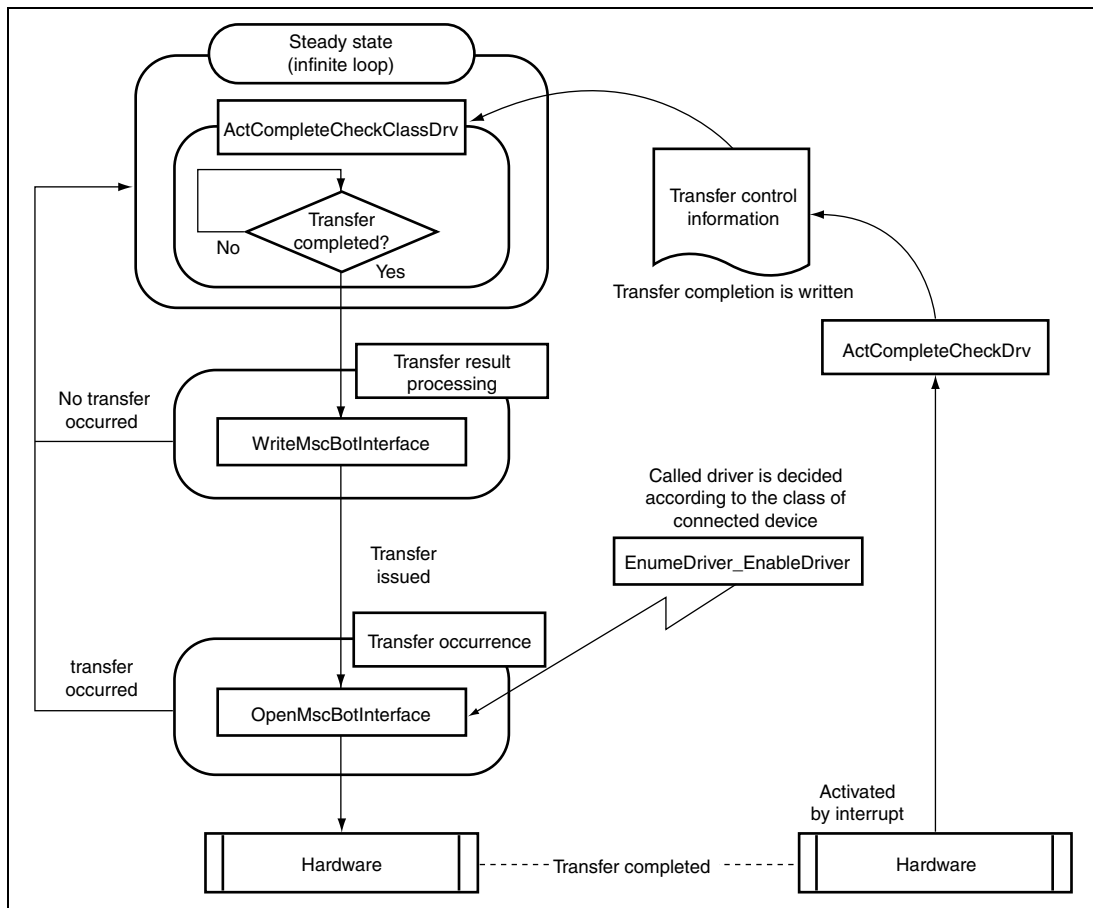 Steady state
(infinite loop)
ActCompleteCheckClassDrv
Transfer
completed?
No
Yes
Transfer control
information
Transfer completion is written
ActCompleteCheckDrv
Transfer result
processing
No transfer
occurred
WriteMscBotInterface
Called driver is decided
according to the class of
connected device
EnumeDriver_EnableDriver
Transfer
issued
Transfer occurrence
transfer
occurred
OpenMscBotInterface
Activated
by interrupt
Hardware
Transfer completed
Hardware